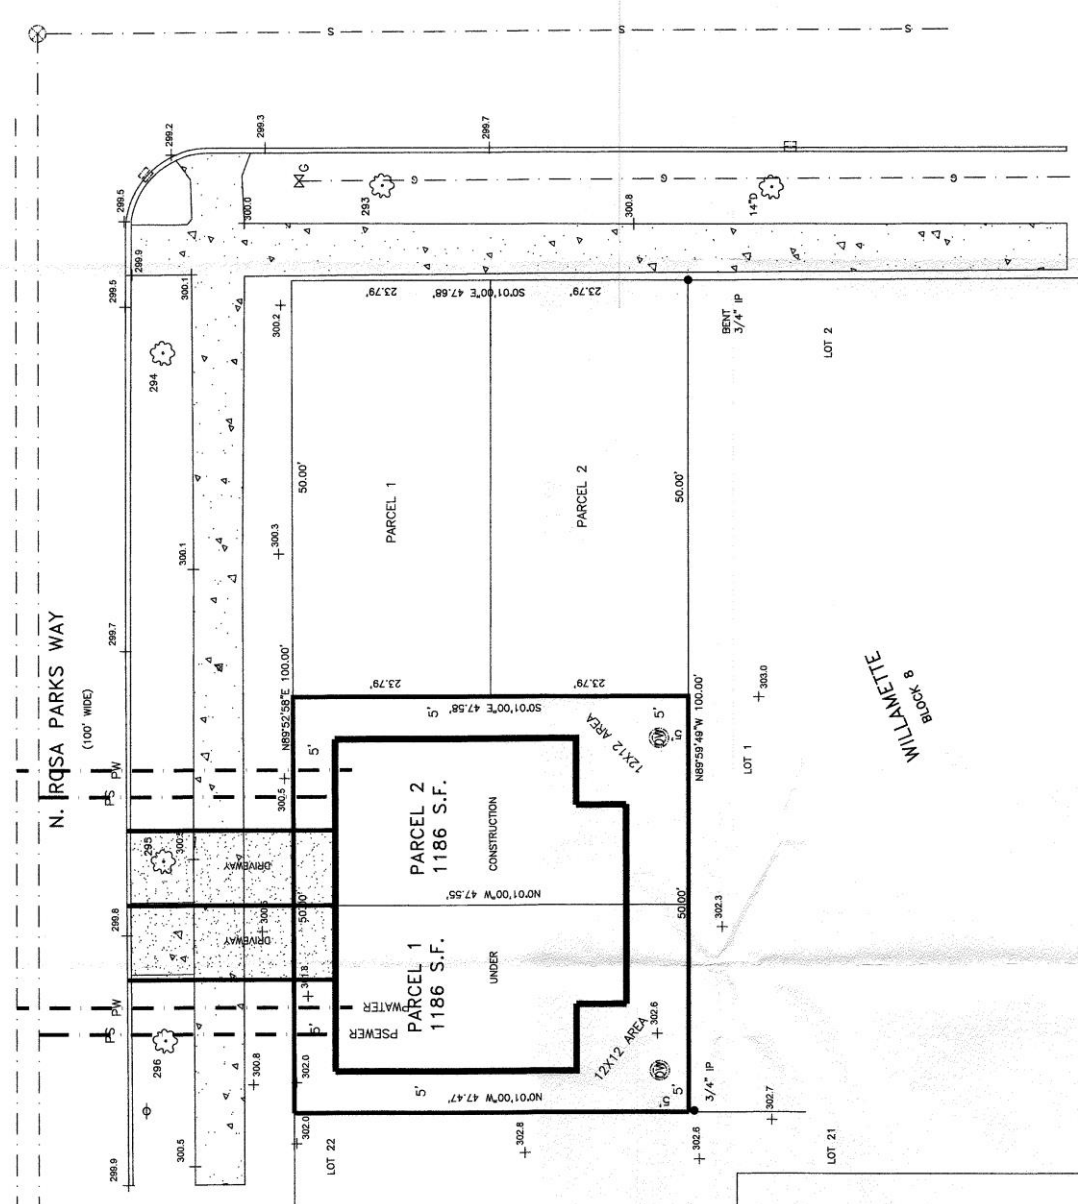 S
S
S
299.2
299.3
299.7
G
G
G
G
299.5
300.0
293
300.8
14"D
299.9
299.5
300.1
23.79'
S0°01'00"E 47.68'
23.79'
300.2
BENT
3/4" IP
LOT 2
294
50.00'
PARCEL 1
PARCEL 2
50.00'
300.1
300.3
N. ROSA PARKS WAY
(100' WIDE)
299.7
N89°52'58"E 100.00'
23.79'
23.79'
S0°01'00"E 47.58'
N89°59'49"W 100.00'
303.0
WILLAMETTE
BLOCK 8
5'
5'
12X12 AREA
DW
5'
5'
LOT 1
PS PW
300.5
PARCEL 2
1186 S.F.
CONSTRUCTION
295
DRIVEWAY
299.8
50.00'
N0°01'00"W 47.55'
50.00'
302.3
DRIVEWAY
PARCEL 1
1186 S.F.
UNDER
PS PW
PWATER
PSEWER
5'
302.6
12X12 AREA
DW
296
300.8
302.0
5'
N0°01'00"W 47.47'
5'
5'
3/4" IP
302.7
299.9
300.5
302.0
LOT 22
302.8
302.6
LOT 21